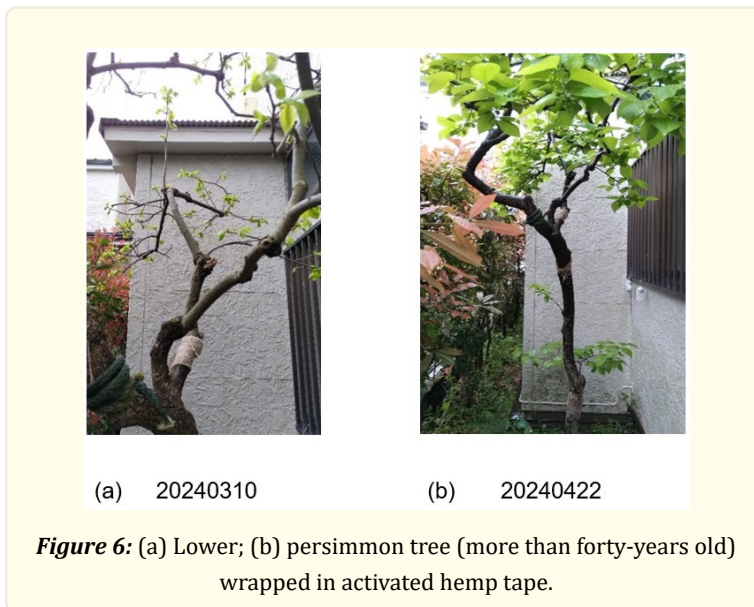 (a) 20240310
(b) 20240422
Figure 6: (a) Lower; (b) persimmon tree (more than forty-years old)
wrapped in activated hemp tape.